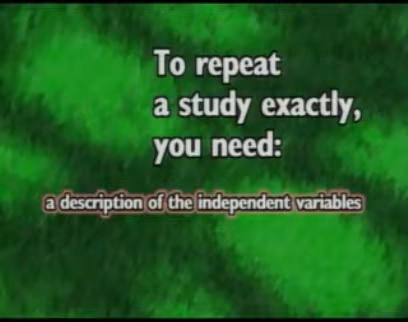 To repeat
a study exactly,
you need:
a description of the independent variables